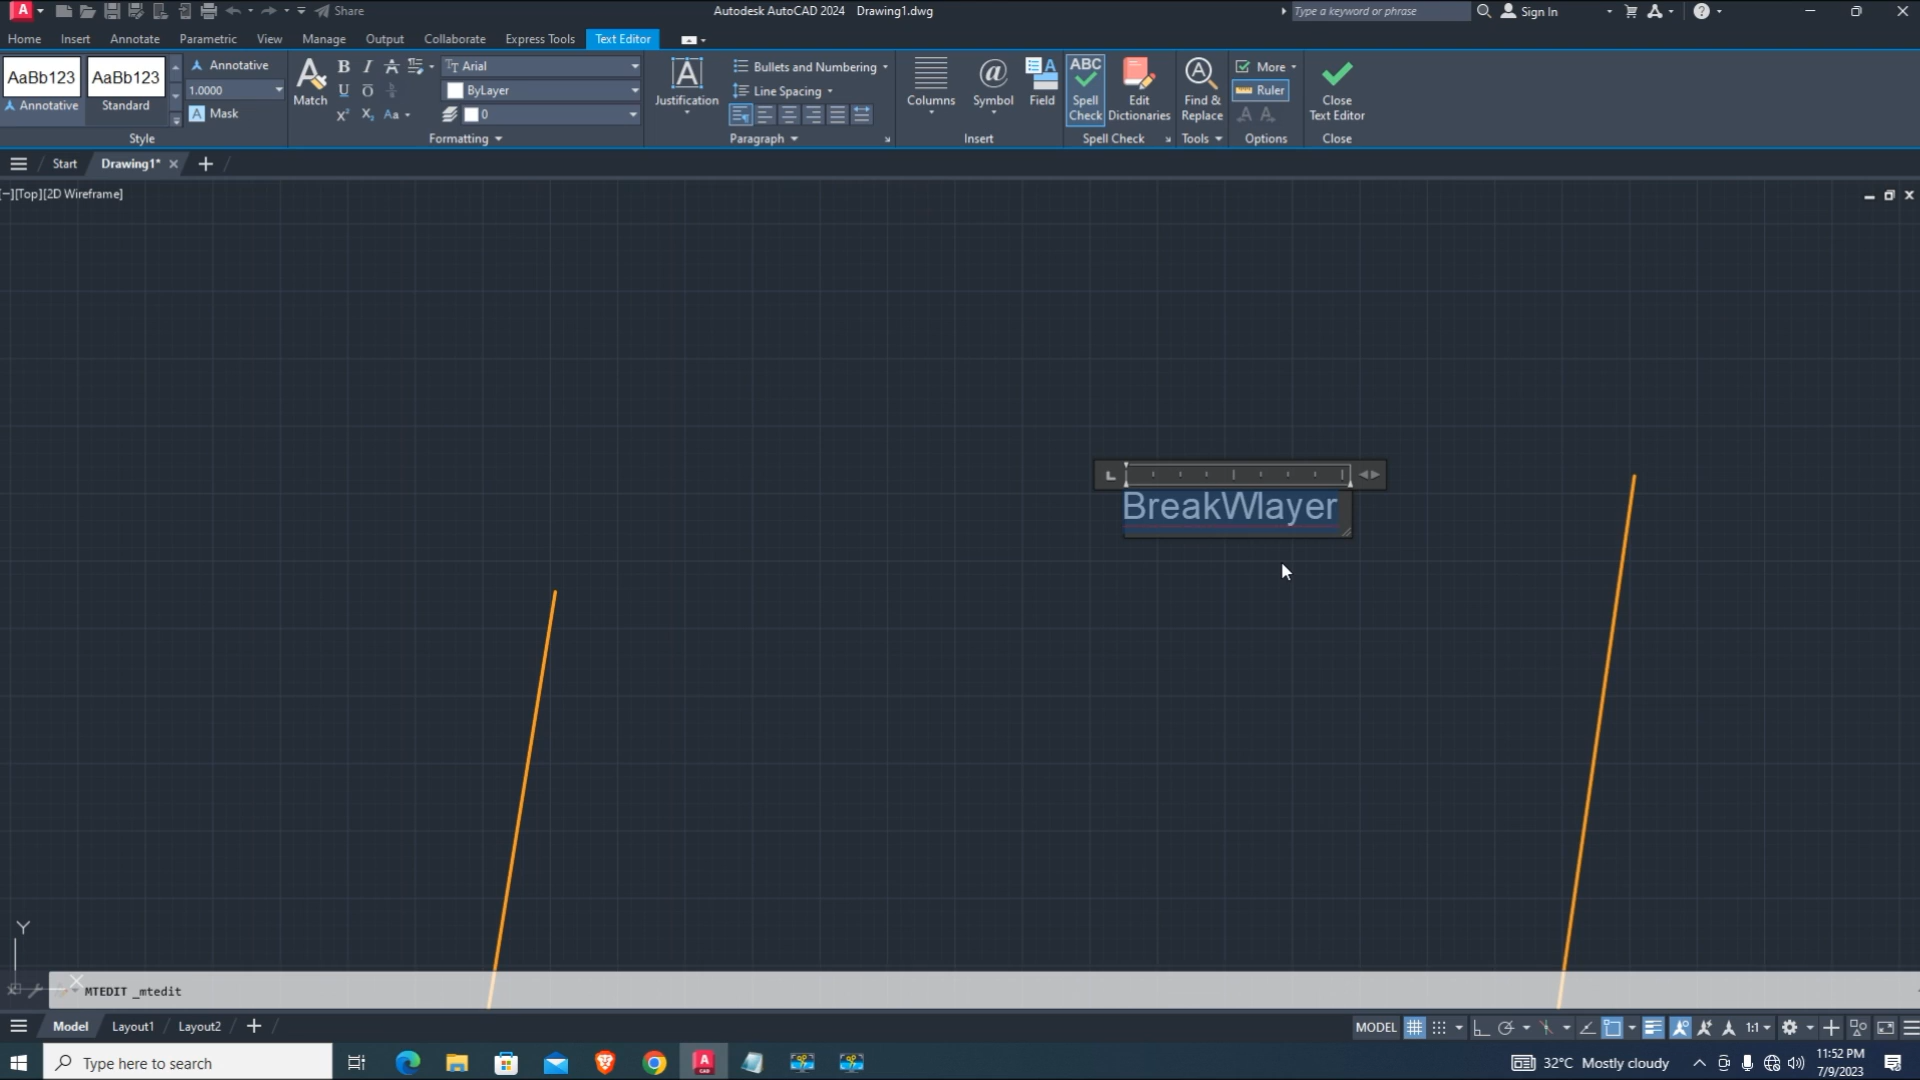 A Share Autodesk AutoCAD 2024 Drawing1.dwg Type a keyword or phrase Sign In
Home Insert Annotate Parametric View Manage Output Collaborate Express Tools Text Editor
AaBb123 AaBb123 Annotative
Annotative Standard
1.0000
A Mask
Style
Match
B I A Arial
U O ByLayer
X² X₂ Aa 0
Formatting
Justification
Bullets and Numbering
Line Spacing
Paragraph
Columns Symbol Field
Insert
ABC
Spell Check
Edit Dictionaries
Spell Check
Find & Replace
Tools
More
Ruler
Options
Close Text Editor
Close
Start Drawing1*
[−][Top][2D Wireframe]
BreakWlayer
Y
X
MTEDIT _mtedit
Model Layout1 Layout2 MODEL 1:1
Type here to search 32°C Mostly cloudy 11:52 PM
7/9/2023